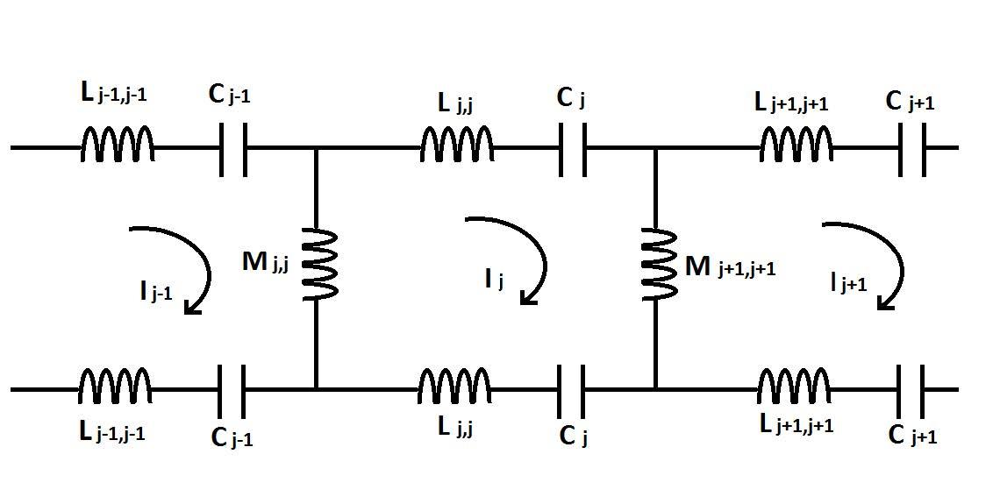 L j-1,j-1
C j-1
L j,j
C j
L j+1,j+1
C j+1
I j-1
M j,j
I j
M j+1,j+1
I j+1
L j-1,j-1
C j-1
L j,j
C j
L j+1,j+1
C j+1